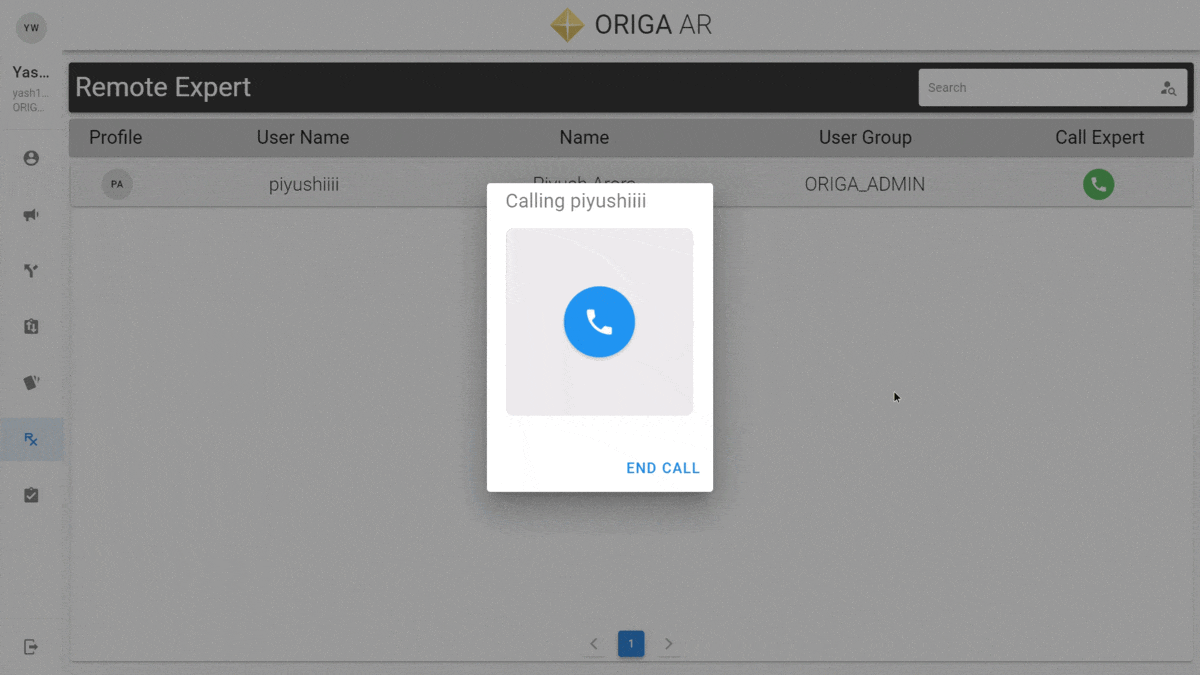 YW
ORIGA AR
Yas...
yash1...
ORIG...
Remote Expert
Search
Profile User Name Name User Group Call Expert
PA piyushiiii Piyush Arora ORIGA_ADMIN
Calling piyushiiii
END CALL
Rx
1